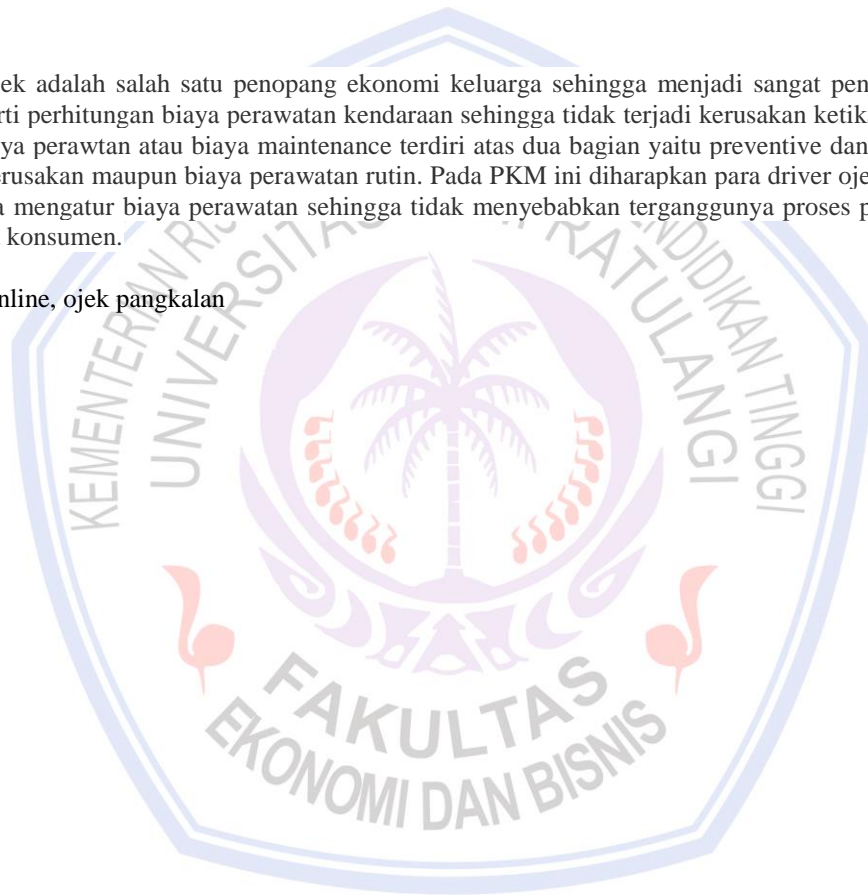 ek adalah salah satu penopang ekonomi keluarga sehingga menjadi sangat pen
rti perhitungan biaya perawatan kendaraan sehingga tidak terjadi kerusakan ketik
ya perawtan atau biaya maintenance terdiri atas dua bagian yaitu preventive dan
erusakan maupun biaya perawatan rutin. Pada PKM ini diharapkan para driver oje
a mengatur biaya perawatan sehingga tidak menyebabkan terganggunya proses p
konsumen.
nline, ojek pangkalan
KEMENTERIAN RIS ENDIDIKAN TINGGI
UNIVERSITAS SAM RATULANGI
FAKULTAS
EKONOMI DAN BISNIS